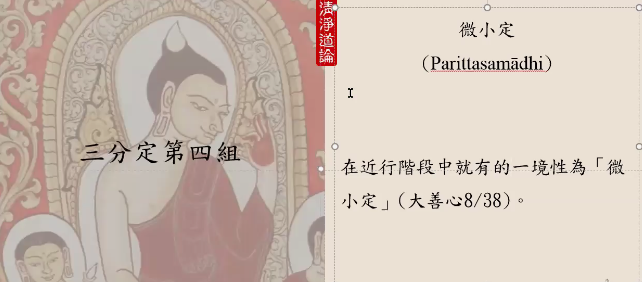 清淨道論
三分定第四組
微小定
（Parittasamādhi）
在近行階段中就有的一境性為「微
小定」(大善心8/38)。